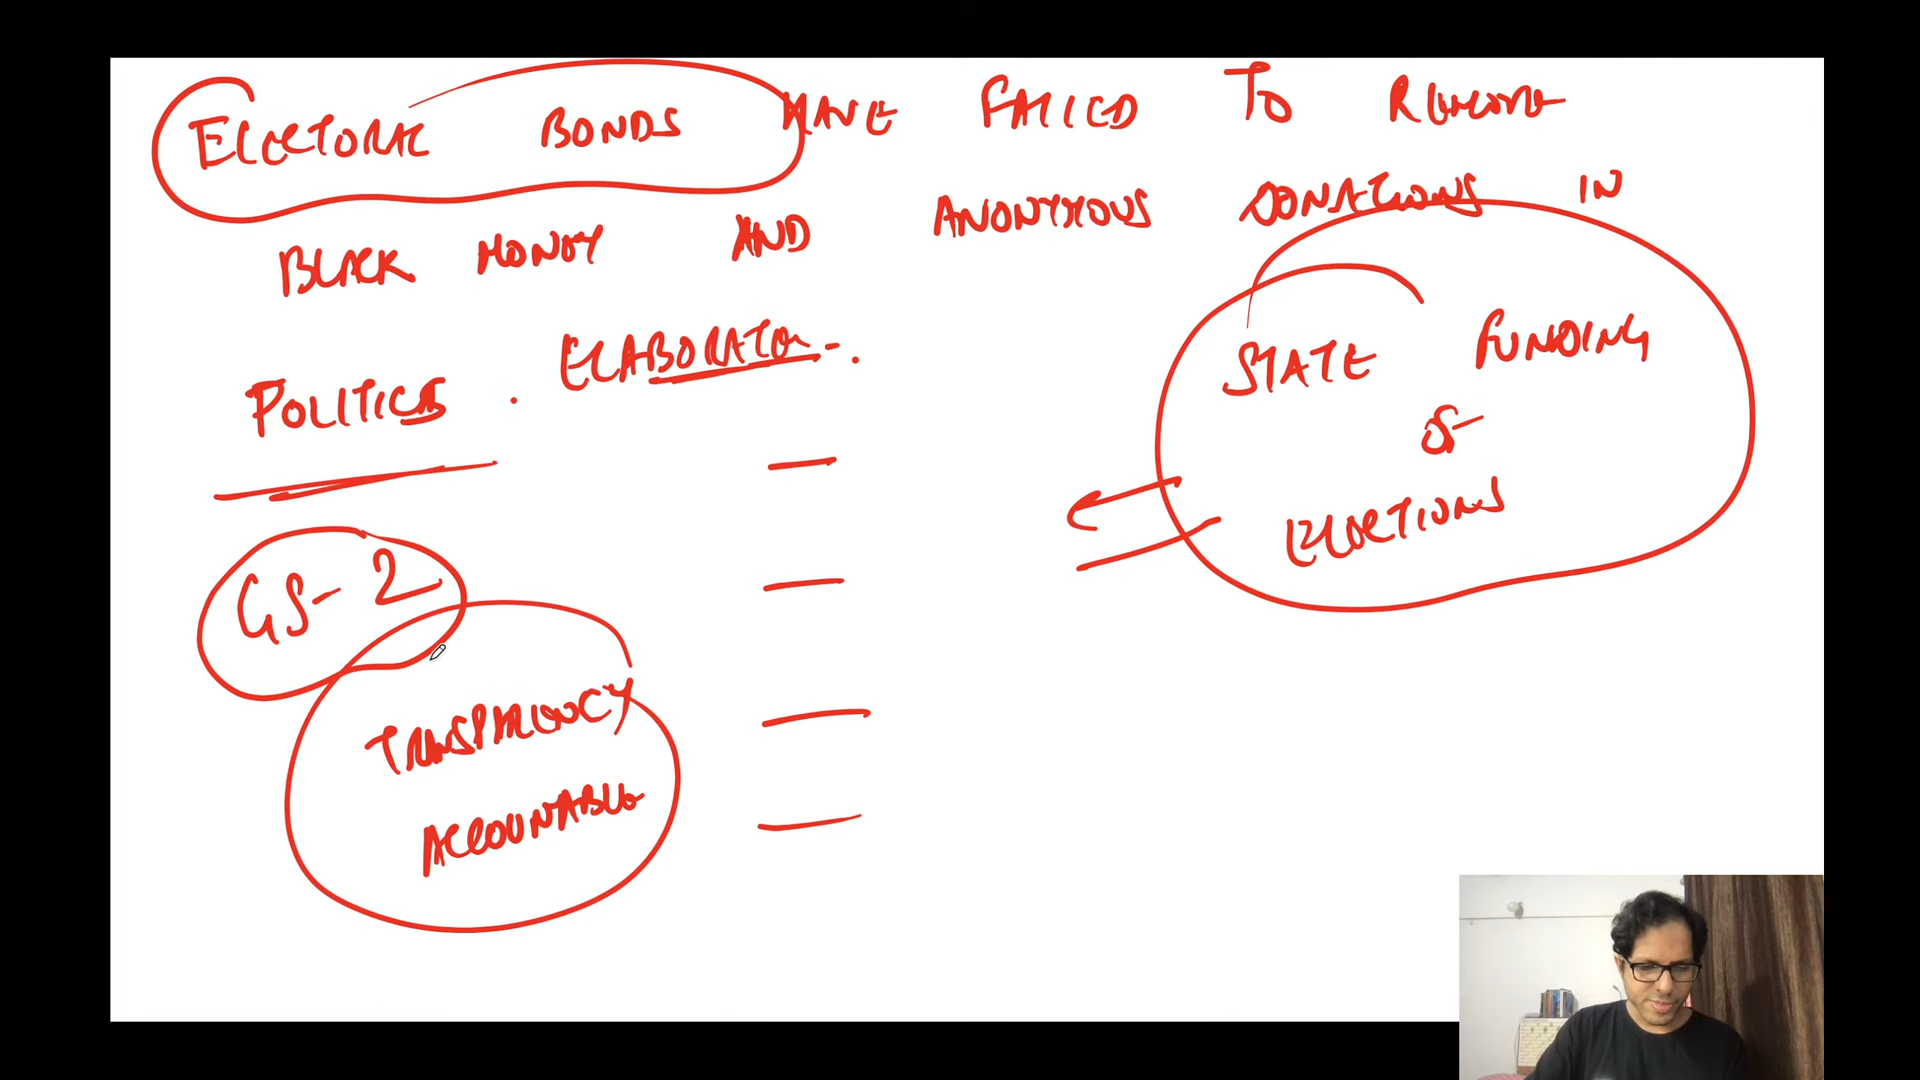 ELECTORAL BONDS HAVE FAILED TO REMOVE
BLACK MONEY AND ANONYMOUS DONATIONS IN
POLITICS. ELABORATE.
STATE FUNDING
OF
ELECTIONS
GS-2
TRANSPARENCY
ACCOUNTABLE